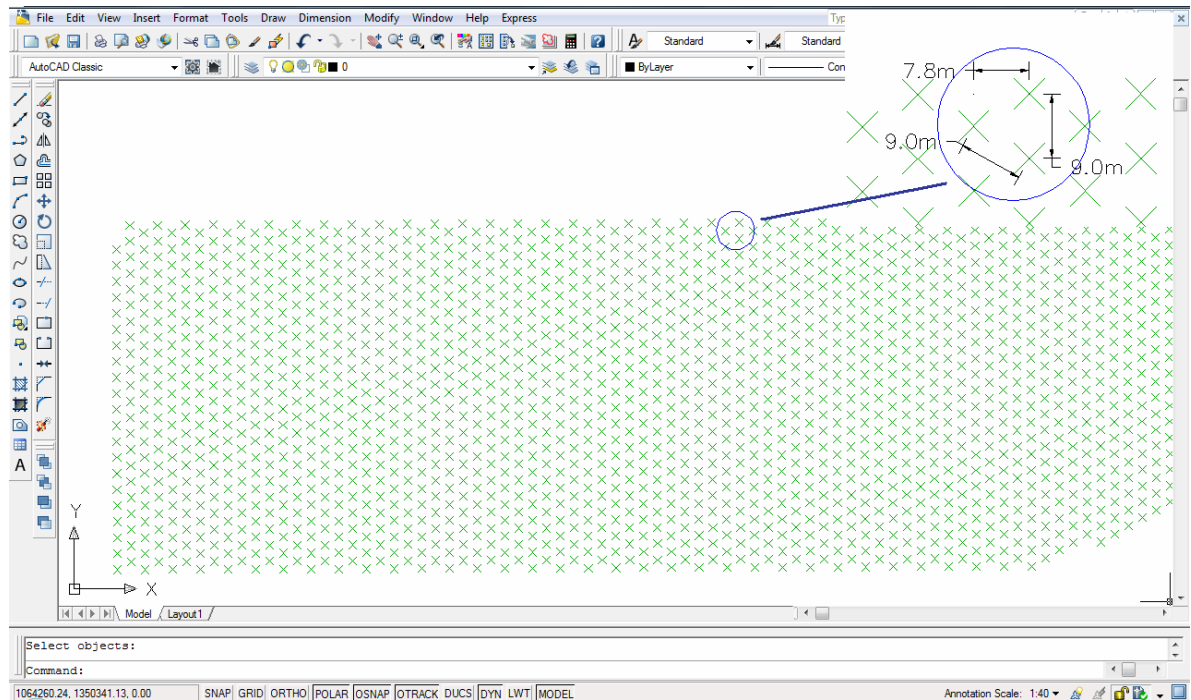 File Edit View Insert Format Tools Draw Dimension Modify Window Help Express
Standard Standard
AutoCAD Classic 0 ByLayer
7.8m
9.0m
9.0m
A
Y
X
Model Layout1
Select objects:
Command:
1064260.24, 1350341.13, 0.00 SNAP GRID ORTHO POLAR OSNAP OTRACK DUCS DYN LWT MODEL Annotation Scale: 1:40